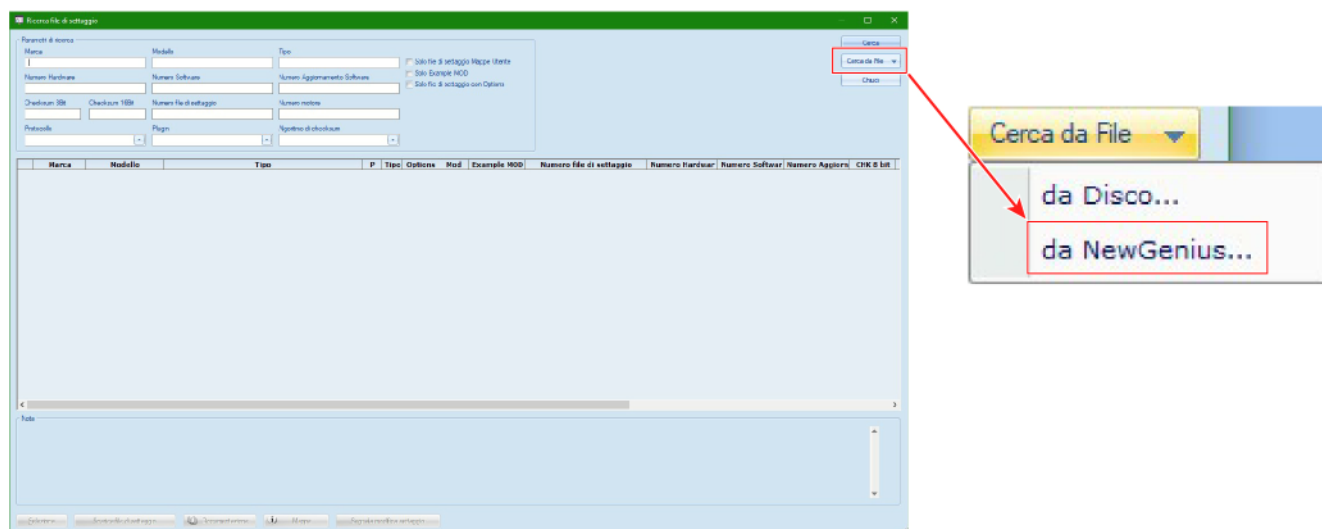 Ricerca file di settaggio
Parametri di ricerca
Marca Modello Tipo
Solo file di settaggio Mappe Utente
Solo Example MOD
Solo file di settaggio con Options
Numero Hardware Numero Software Numero Aggiornamento Software
Checksum 8Bit Checksum 16Bit Numero file di settaggio Numero motore
Protocollo Plugin Algoritmo di checksum
Cerca
Cerca da File
Chiudi
Marca Modello Tipo P Tipo Options Mod Example MOD Numero file di settaggio Numero Hardwar Numero Softwar Numero Aggiorn CHK 8 bit
Note
Mappe
Cerca da File
da Disco...
da NewGenius...